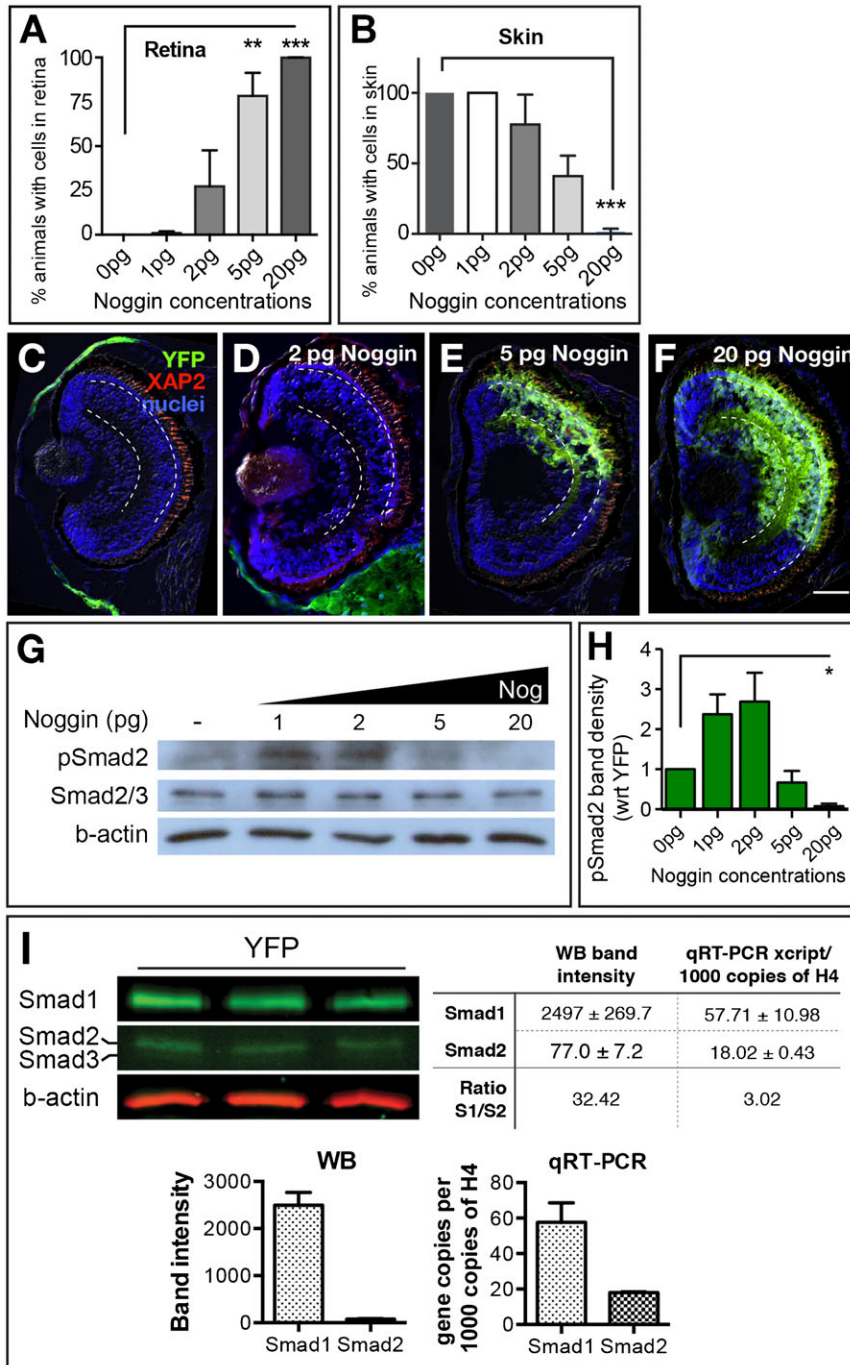 A
Retina
**
***
% animals with cells in retina
100
75
50
25
0
0pg
1pg
2pg
5pg
20pg
Noggin concentrations
B
Skin
% animals with cells in skin
100
50
0
***
0pg
1pg
2pg
5pg
20pg
Noggin concentrations
C
YFP
XAP2
nuclei
D
2 pg Noggin
E
5 pg Noggin
F
20 pg Noggin
G
Nog
Noggin (pg) - 1 2 5 20
pSmad2
Smad2/3
b-actin
H
pSmad2 band density
(wrt YFP)
4
3
2
1
0
*
0pg
1pg
2pg
5pg
20pg
Noggin concentrations
I
YFP
Smad1
Smad2
Smad3
b-actin
WB band
intensity
qRT-PCR xcript/
1000 copies of H4
Smad1 2497 ± 269.7 57.71 ± 10.98
Smad2 77.0 ± 7.2 18.02 ± 0.43
Ratio
S1/S2
32.42 3.02
WB
Band intensity
3000
2000
1000
0
Smad1 Smad2
qRT-PCR
gene copies per
1000 copies of H4
80
60
40
20
0
Smad1 Smad2